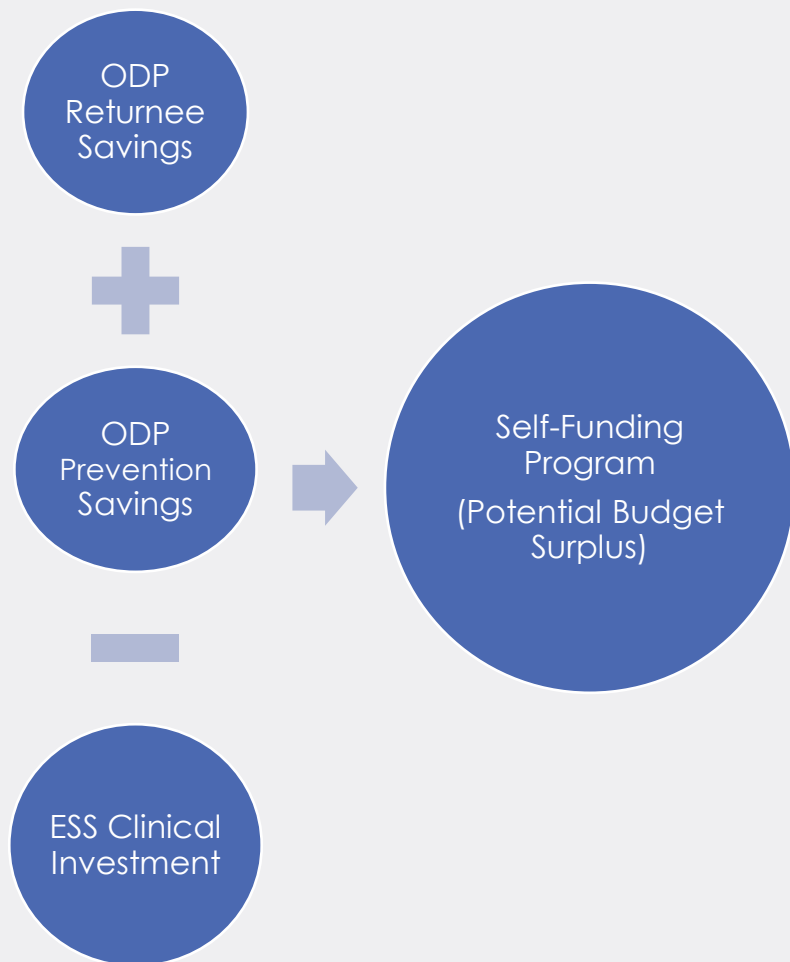 ODP
Returnee
Savings
ODP
Prevention
Savings
ESS Clinical
Investment
Self-Funding
Program
(Potential Budget
Surplus)